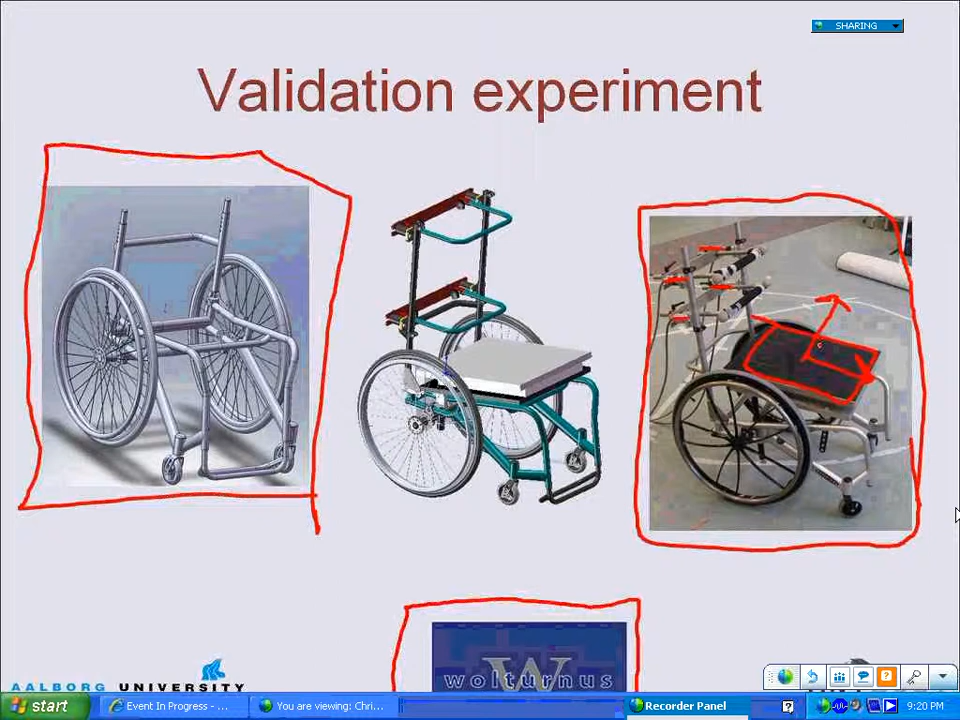 SHARING
Validation experiment
W
wolturnus
AALBORG UNIVERSITY
start
Event In Progress - ...
You are viewing: Chri...
Recorder Panel
9:20 PM